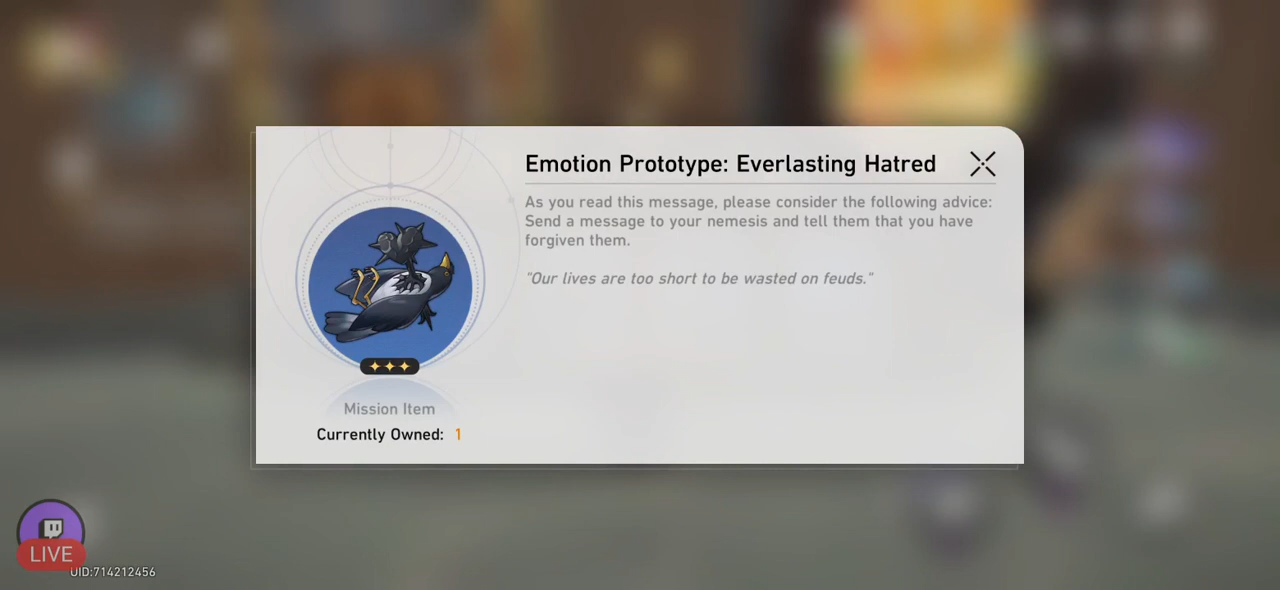 Emotion Prototype: Everlasting Hatred
As you read this message, please consider the following advice:
Send a message to your nemesis and tell them that you have
forgiven them.
"Our lives are too short to be wasted on feuds."
Mission Item
Currently Owned: 1
LIVE
UID:714212456